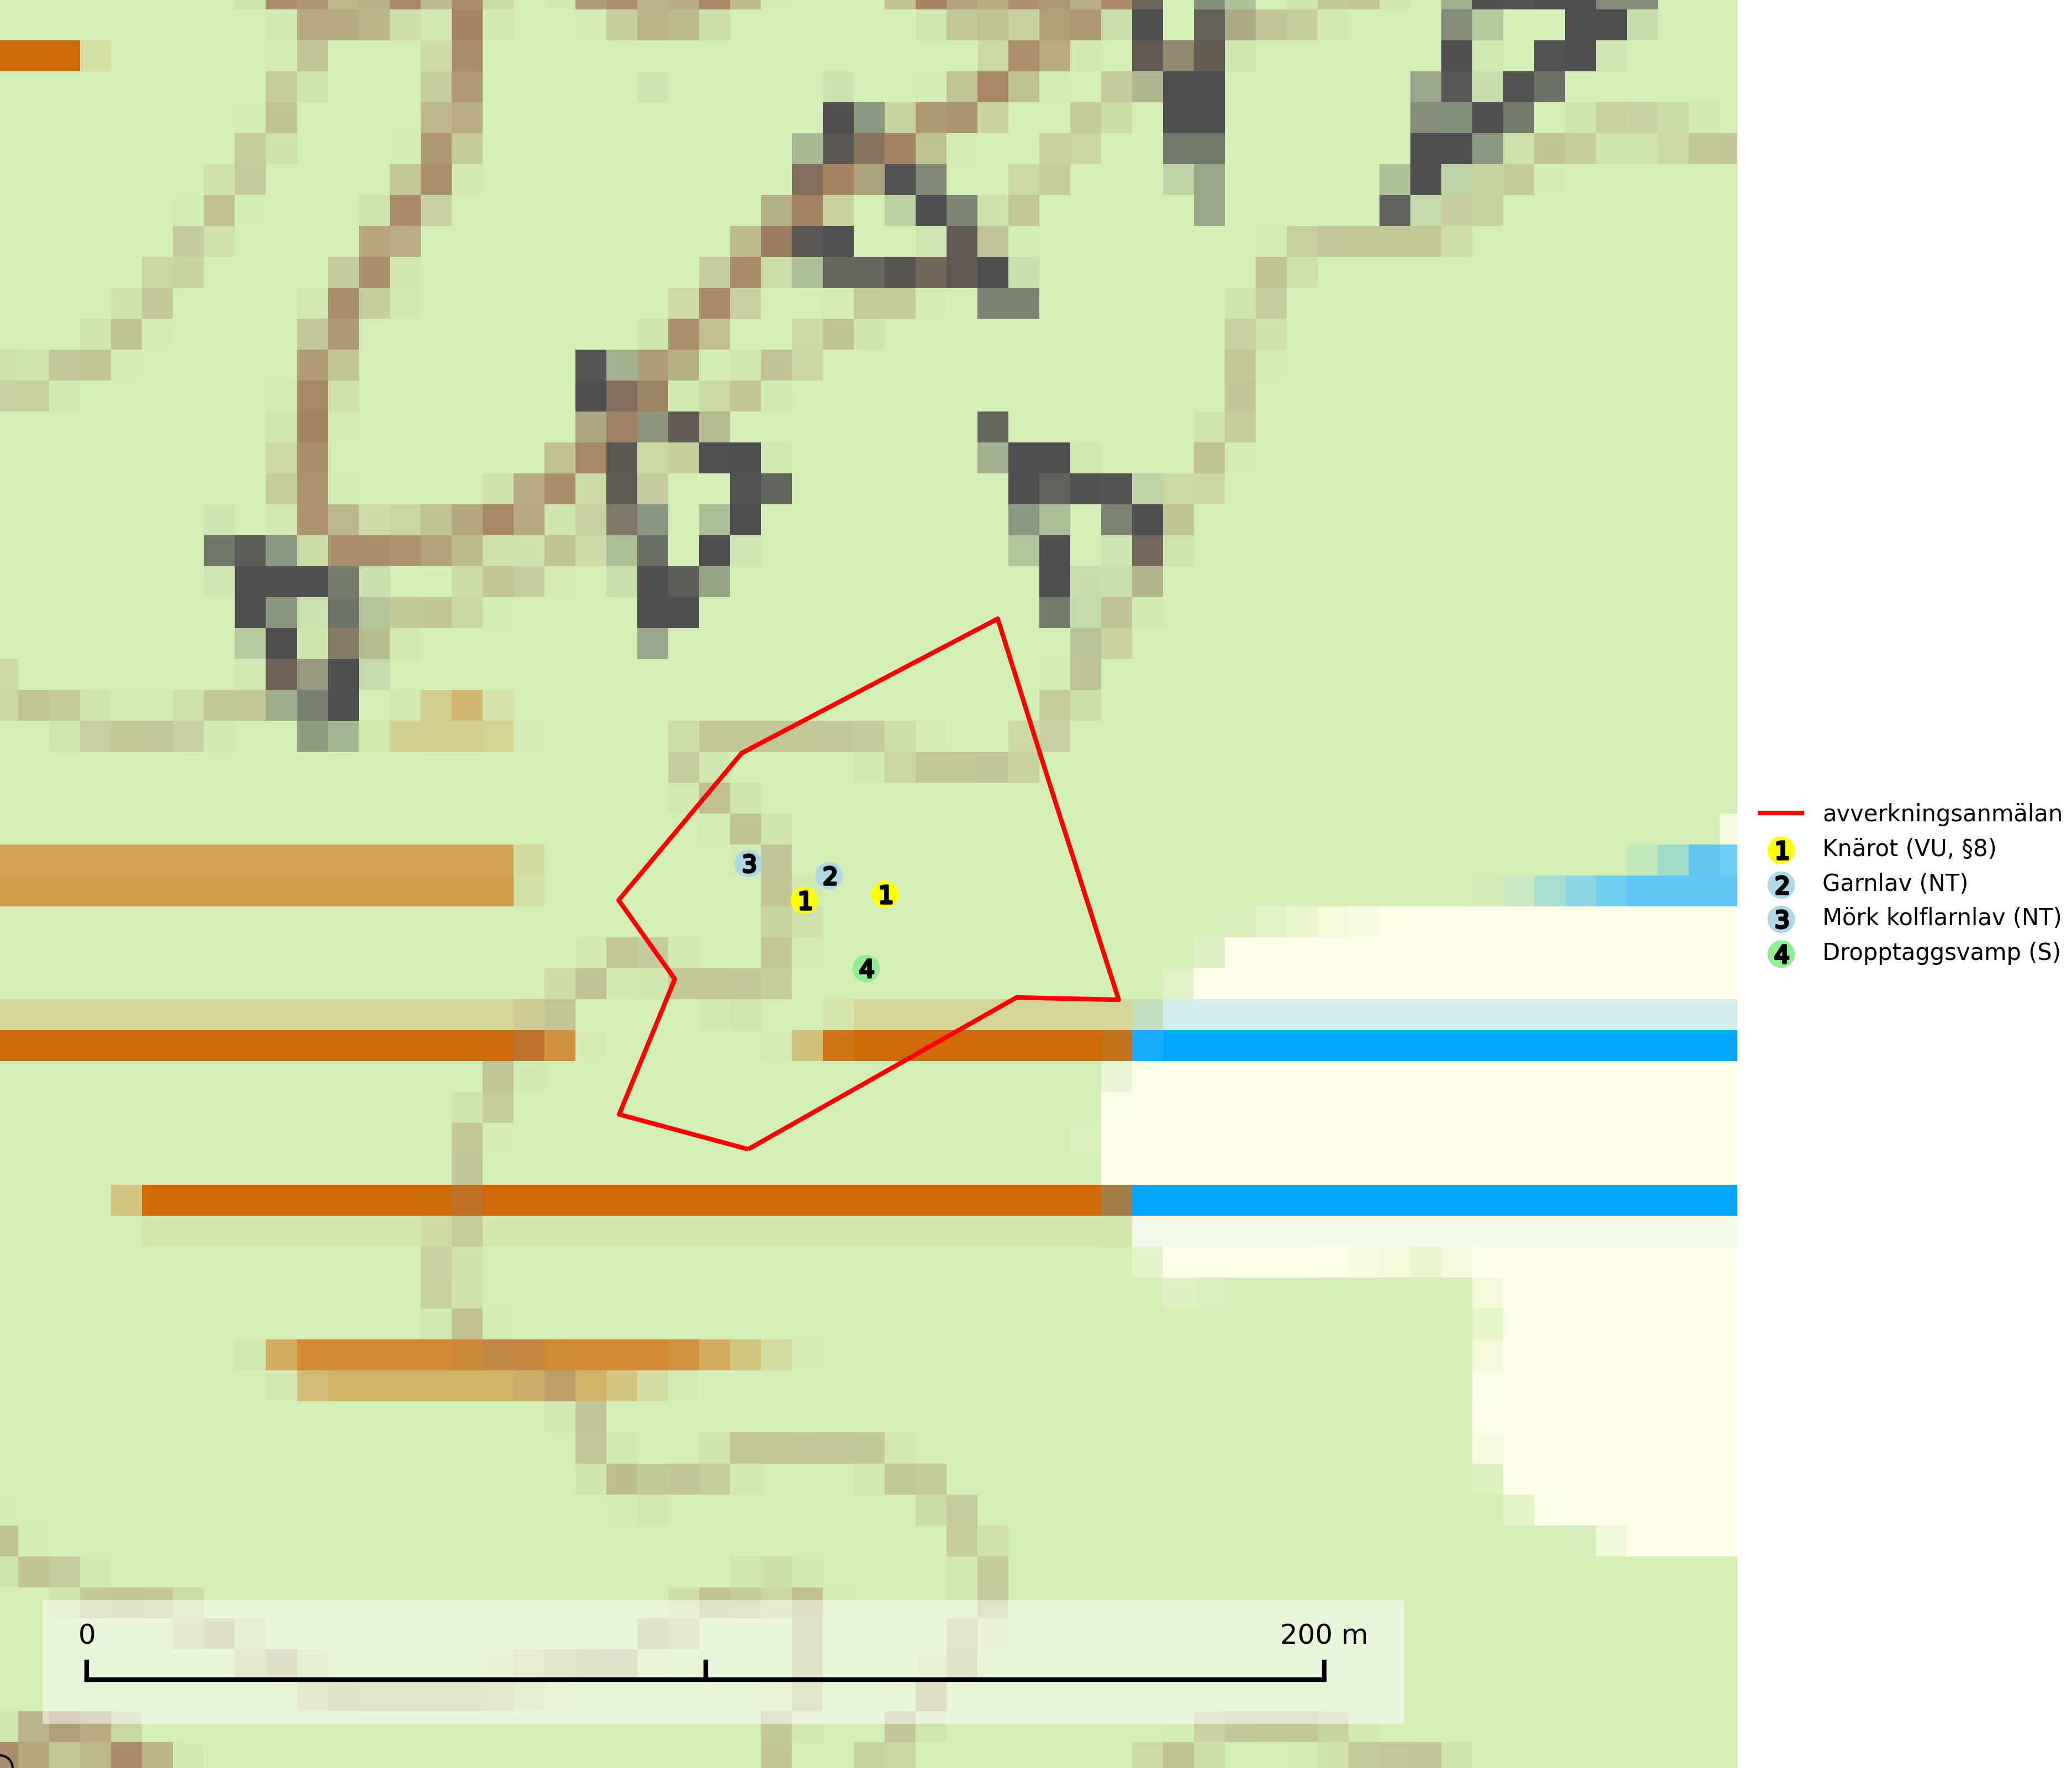 3
2
1
1
4
avverkningsanmälan
1 Knärot (VU, §8)
2 Garnlav (NT)
3 Mörk kolflarnlav (NT)
4 Dropptaggsvamp (S)
0 200 m